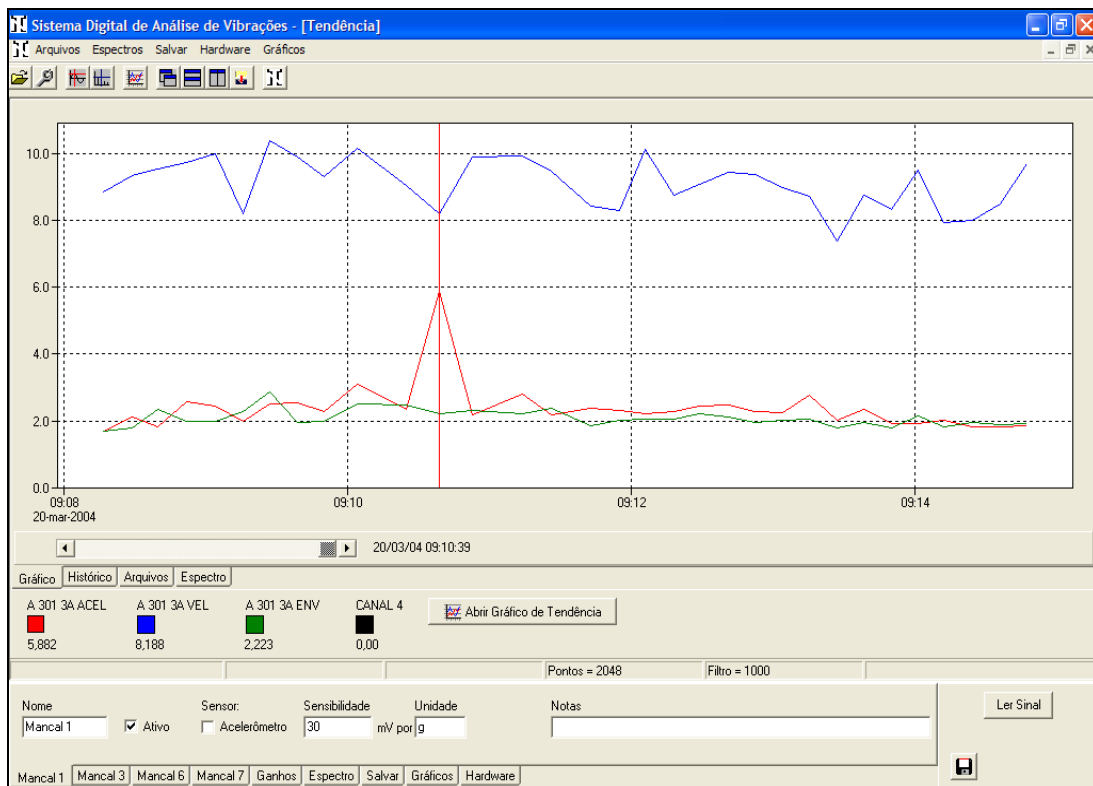 Sistema Digital de Análise de Vibrações - [Tendência]
Arquivos Espectros Salvar Hardware Gráficos
10.0
8.0
6.0
4.0
2.0
0.0
09:08 09:10 09:12 09:14
20-mar-2004
20/03/04 09:10:39
Gráfico Histórico Arquivos Espectro
A 301 3A ACEL A 301 3A VEL A 301 3A ENV CANAL 4 Abrir Gráfico de Tendência
5,882 8,188 2,223 0,00
Pontos = 2048 Filtro = 1000
Nome Sensor: Sensibilidade Unidade Notas Ler Sinal
Mancal 1 Ativo Acelerômetro 30 mV por g
Mancal 1 Mancal 3 Mancal 6 Mancal 7 Ganhos Espectro Salvar Gráficos Hardware